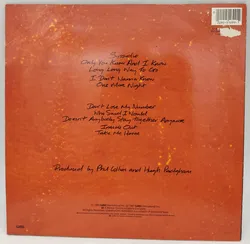 Sussudio
Only You Know And I Know
Long Long Way To Go
I Don't Wanna Know
One More Night
Don't Lose My Number
Who Said I Would
Doesn't Anybody Stay Together Anymore
Inside Out
Take Me Home
Produced by Phil Collins and Hugh Padgham